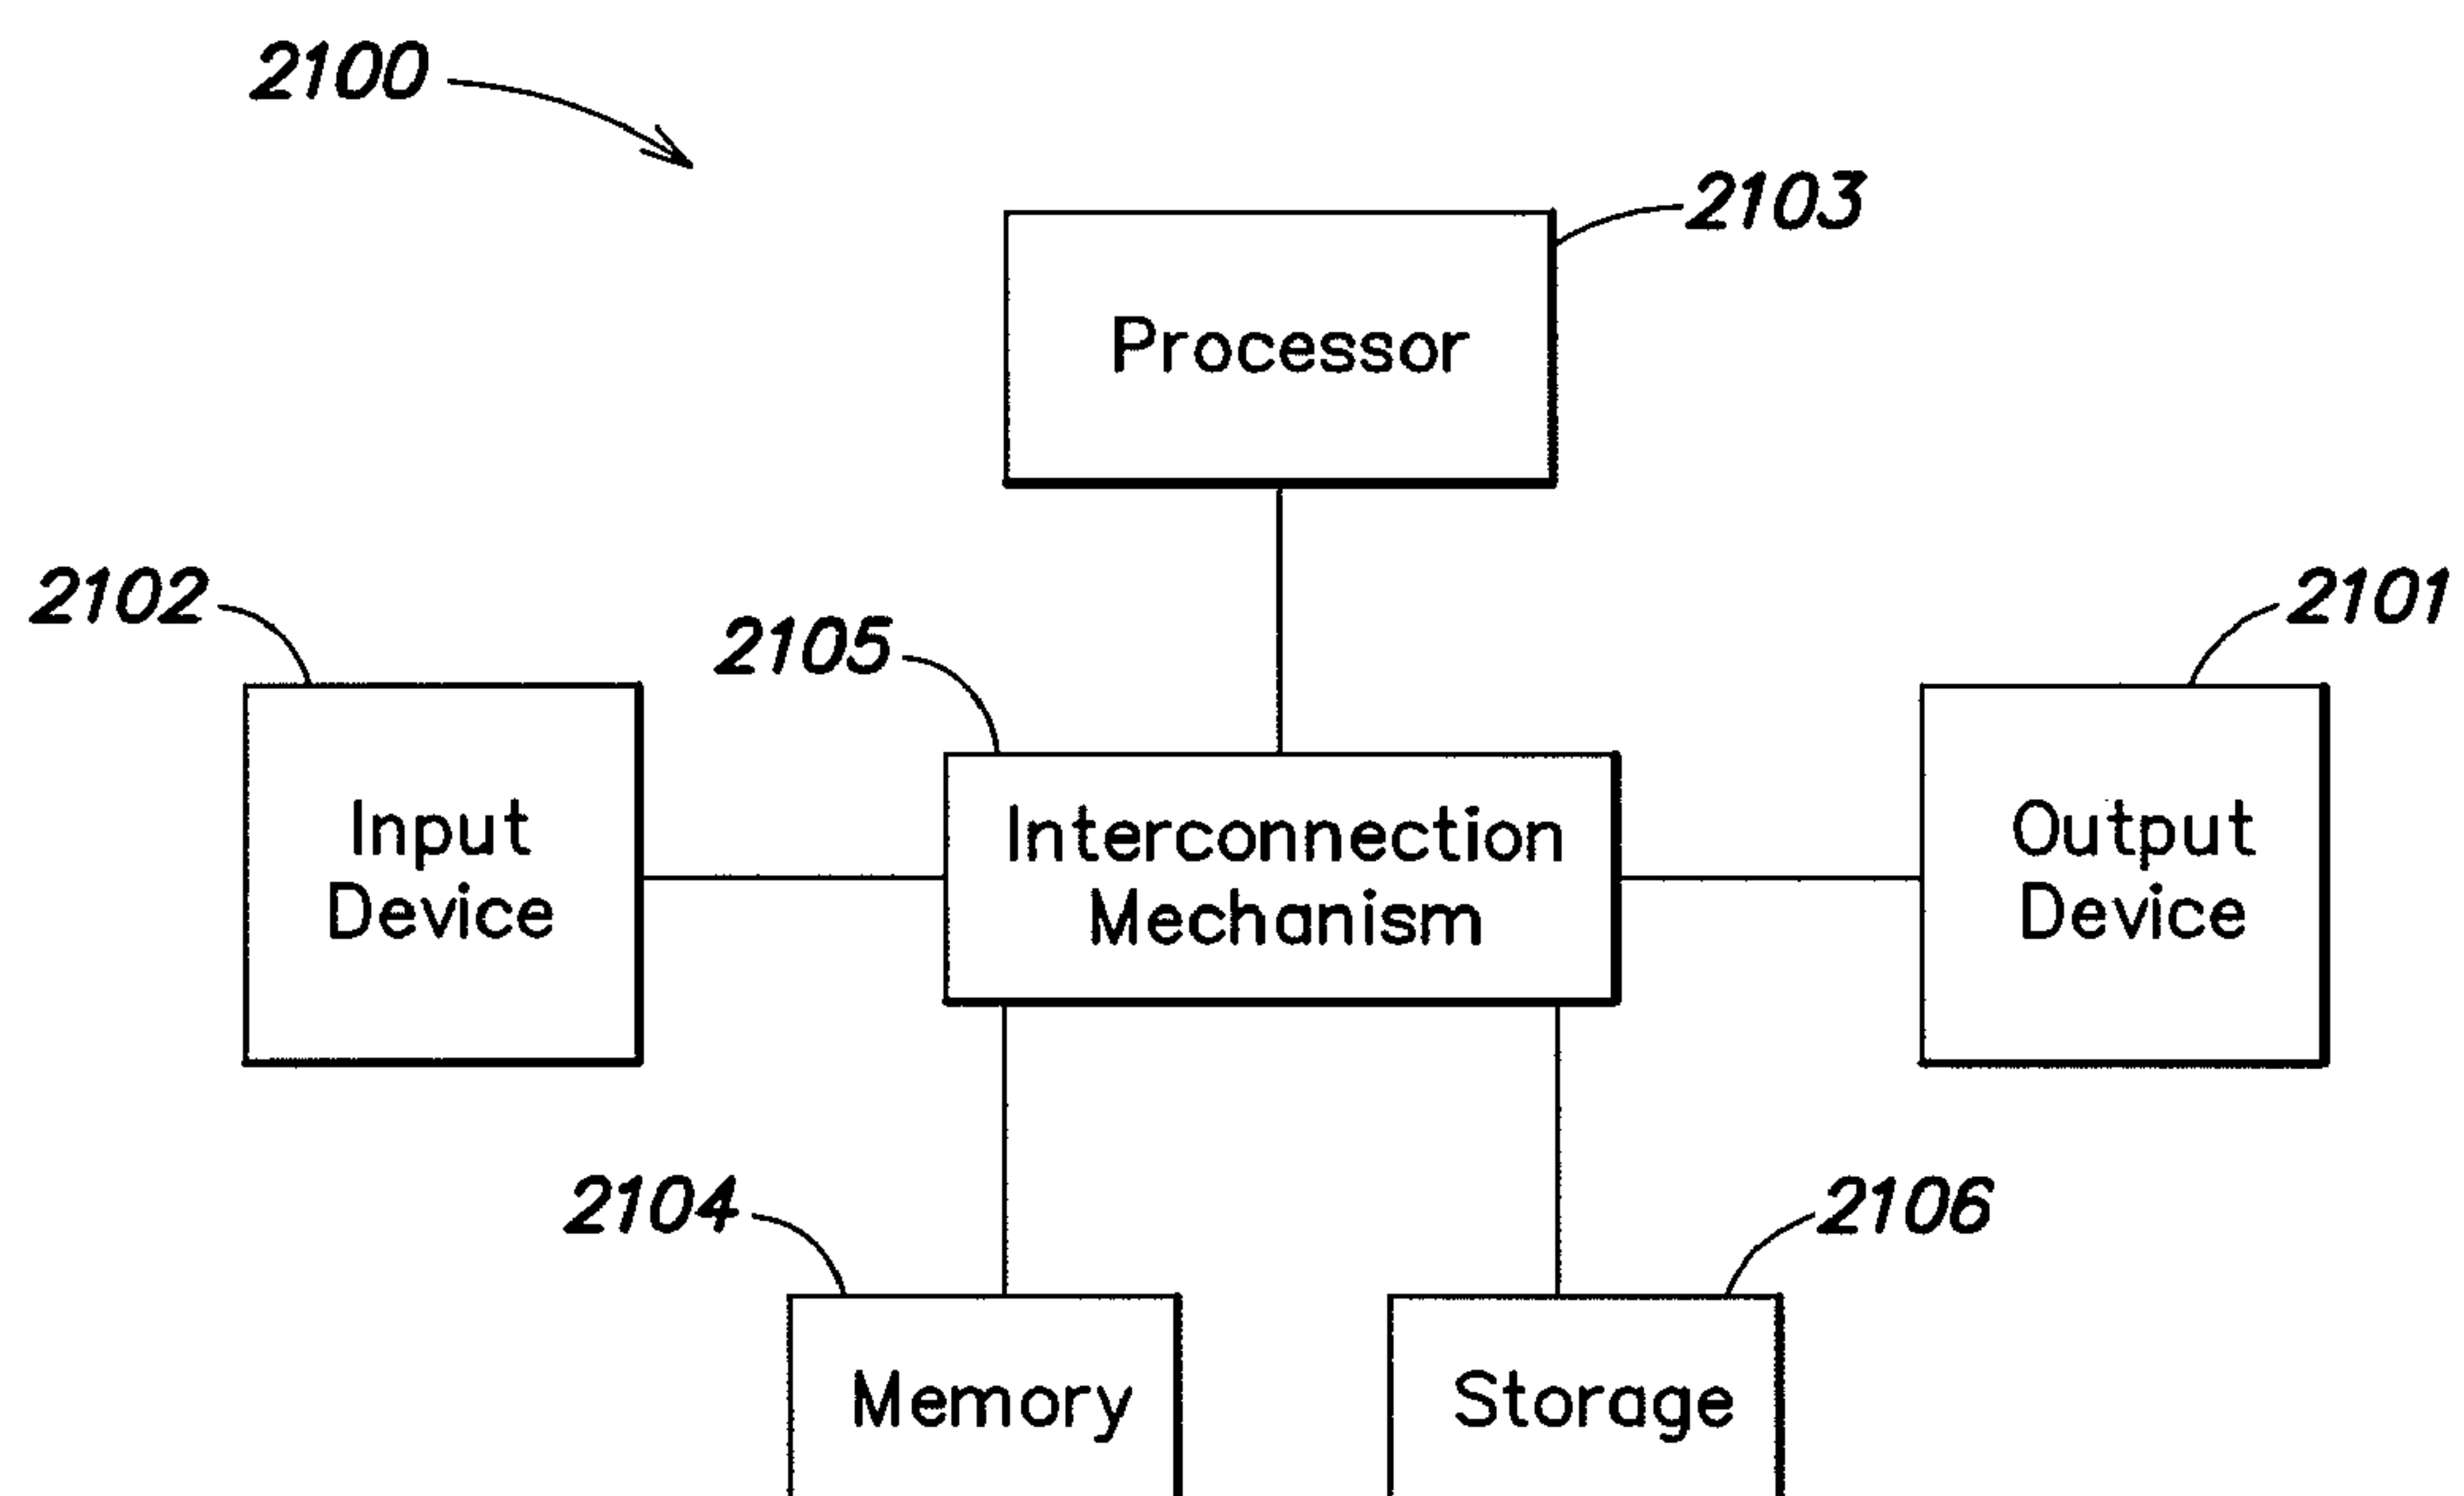 2100
2103
Processor
2102
2105
2101
Input
Device
Interconnection
Mechanism
Output
Device
2104
2106
Memory
Storage